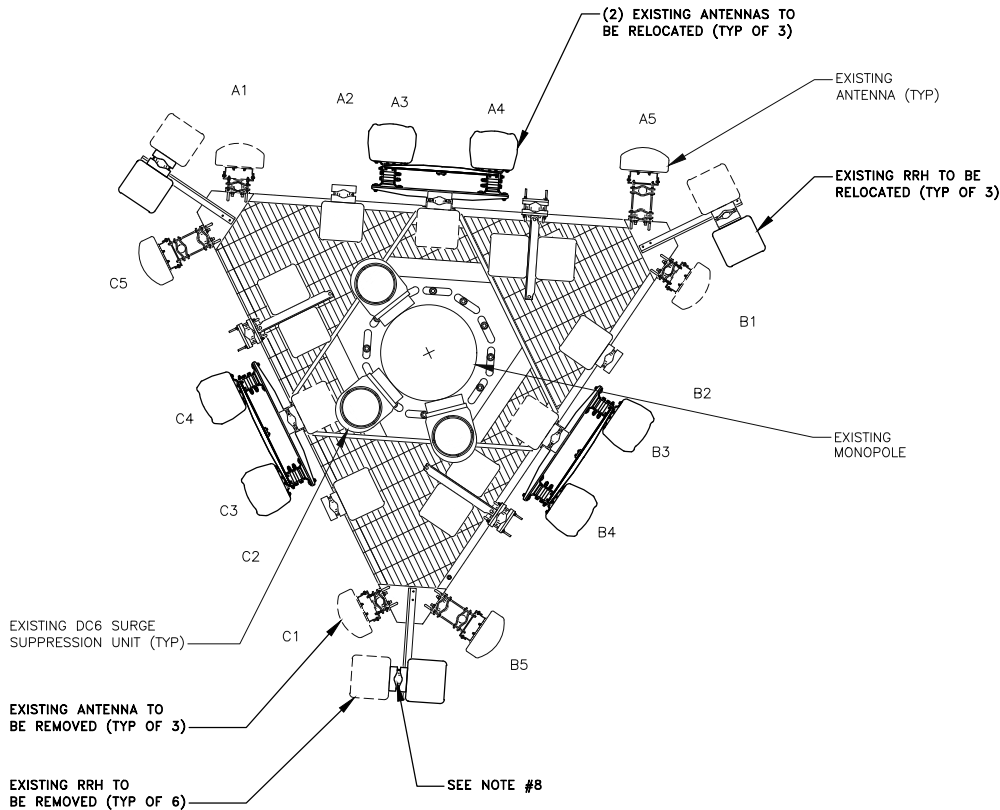 (2) EXISTING ANTENNAS TO
BE RELOCATED (TYP OF 3)
EXISTING
ANTENNA (TYP)
A1
A2
A3
A4
A5
EXISTING RRH TO BE
RELOCATED (TYP OF 3)
C5
B1
B2
C4
B3
EXISTING
MONOPOLE
C3
B4
C2
EXISTING DC6 SURGE
SUPPRESSION UNIT (TYP)
C1
B5
EXISTING ANTENNA TO
BE REMOVED (TYP OF 3)
EXISTING RRH TO
BE REMOVED (TYP OF 6)
SEE NOTE #8